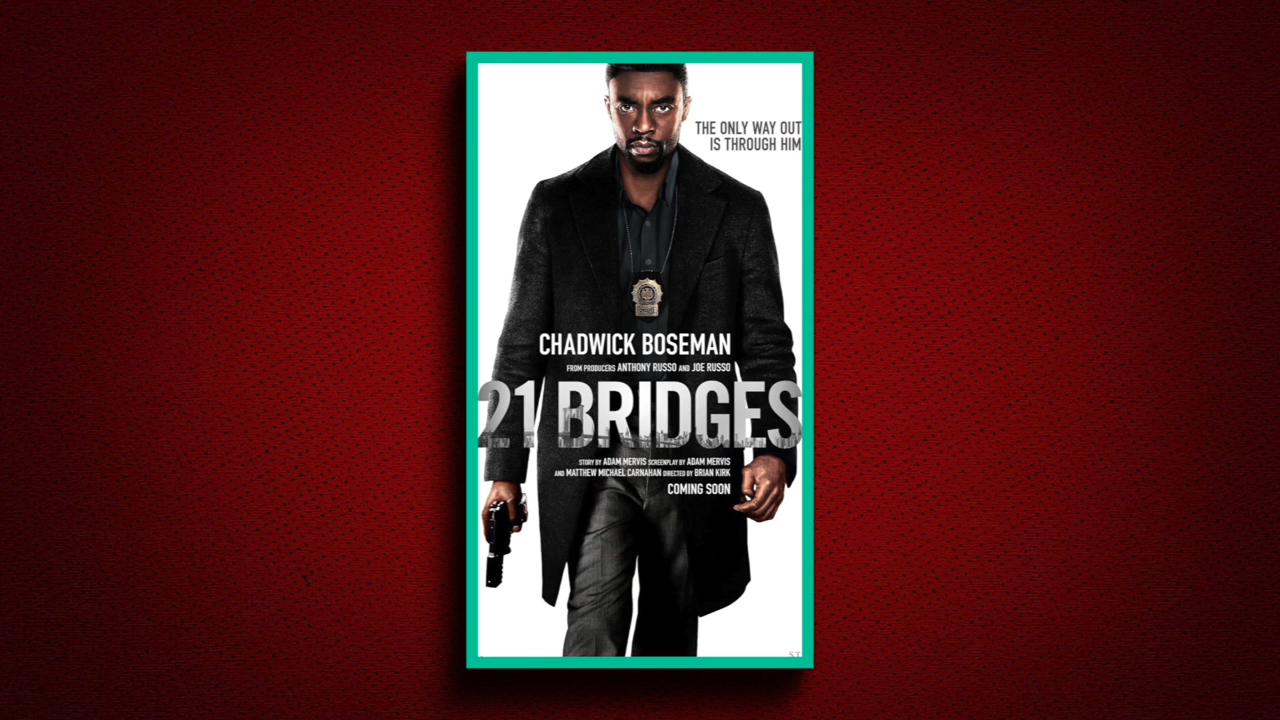 THE ONLY WAY OUT
IS THROUGH HIM
CHADWICK BOSEMAN
FROM PRODUCERS ANTHONY RUSSO AND JOE RUSSO
21 BRIDGES
STORY BY ADAM MERVIS SCREENPLAY BY ADAM MERVIS
AND MATTHEW MICHAEL CARNAHAN DIRECTED BY BRIAN KIRK
COMING SOON